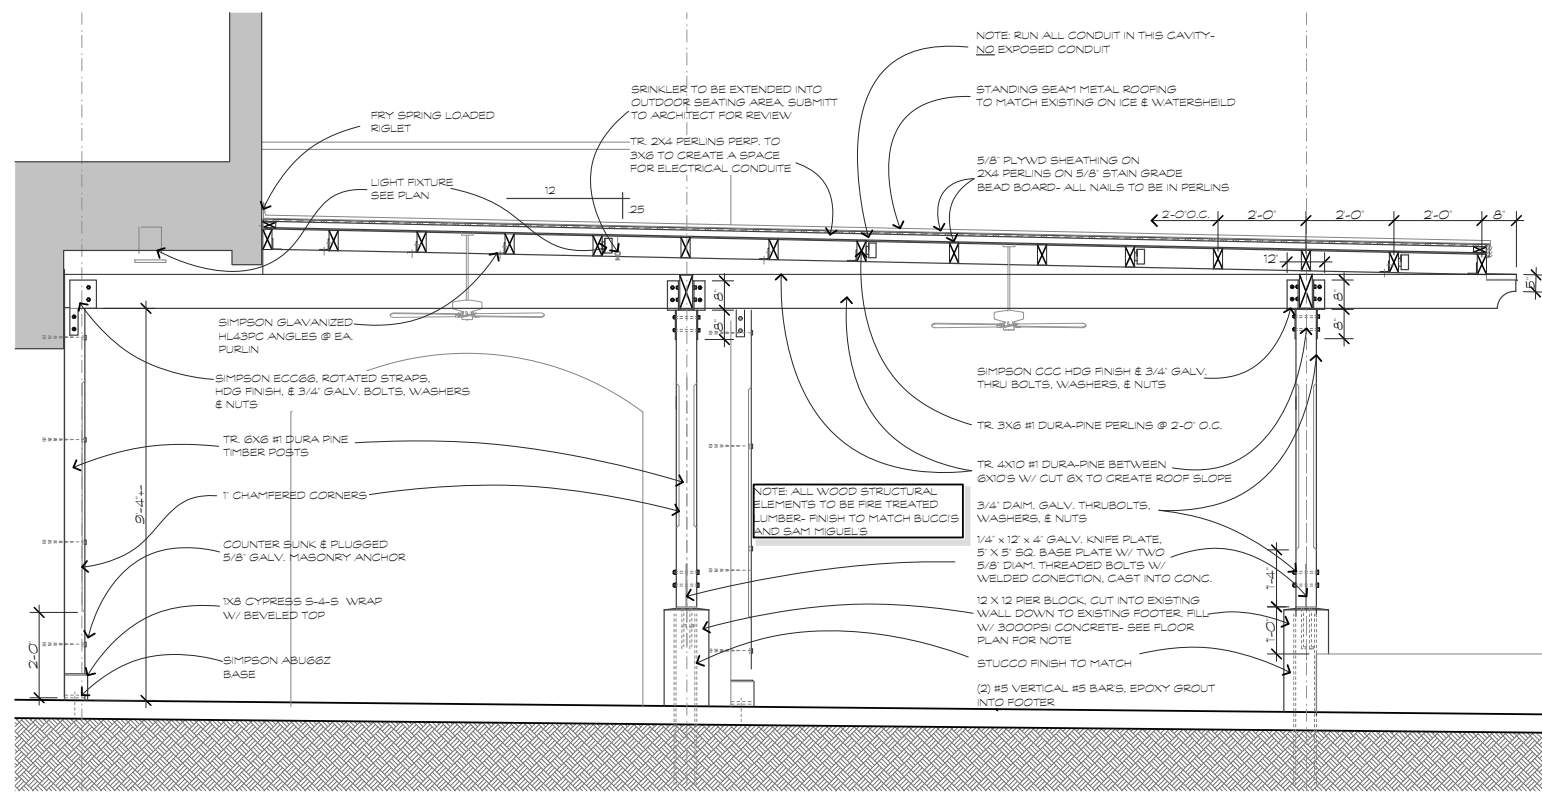 NOTE: RUN ALL CONDUIT IN THIS CAVITY-
NO EXPOSED CONDUIT
SRINKLER TO BE EXTENDED INTO
OUTDOOR SEATING AREA, SUBMITT
TO ARCHITECT FOR REVIEW
STANDING SEAM METAL ROOFING
TO MATCH EXISTING ON ICE & WATERSHEILD
FRY SPRING LOADED
RIGLET
TR. 2X4 PERLINS PERP. TO
3X6 TO CREATE A SPACE
FOR ELECTRICAL CONDUITE
5/8" PLYWD SHEATHING ON
2X4 PERLINS ON 5/8" STAIN GRADE
BEAD BOARD- ALL NAILS TO BE IN PERLINS
LIGHT FIXTURE
SEE PLAN
12
.25
2-0"O.C.
2-0"
2-0"
2-0"
8"
12"
5"
8"
8"
8"
8"
SIMPSON GLAVANIZED
HL43PC ANGLES @ EA.
PURLIN
SIMPSON ECC66, ROTATED STRAPS,
HDG FINISH, & 3/4" GALV. BOLTS, WASHERS
& NUTS
SIMPSON CCC HDG FINISH & 3/4" GALV.
THRU BOLTS, WASHERS, & NUTS
TR. 6X6 #1 DURA PINE
TIMBER POSTS
TR. 3X6 #1 DURA-PINE PERLINS @ 2-0" O.C.
TR. 4X10 #1 DURA-PINE BETWEEN
6X10'S W/ CUT 6X TO CREATE ROOF SLOPE
1" CHAMFERED CORNERS
9'-4"+-
NOTE: ALL WOOD STRUCTURAL
ELEMENTS TO BE FIRE TREATED
LUMBER- FINISH TO MATCH BUCCI'S
AND SAM MIGUEL'S
3/4" DAIM. GALV. THRUBOLTS,
WASHERS, & NUTS
COUNTER SUNK & PLUGGED
5/8" GALV. MASONRY ANCHOR
1/4" x 12" x 4" GALV. KNIFE PLATE,
5" X 5" SQ. BASE PLATE W/ TWO
5/8" DIAM. THREADED BOLTS W/
WELDED CONECTION, CAST INTO CONC.
1-4"
1X8 CYPRESS S-4-S WRAP
W/ BEVELED TOP
12 X 12 PIER BLOCK, CUT INTO EXISTING
WALL DOWN TO EXISTING FOOTER. FILL
W/ 3000PSI CONCRETE- SEE FLOOR
PLAN FOR NOTE
1-0"
2-0"
SIMPSON ABU66Z
BASE
STUCCO FINISH TO MATCH
(2) #5 VERTICAL #5 BARS, EPOXY GROUT
INTO FOOTER